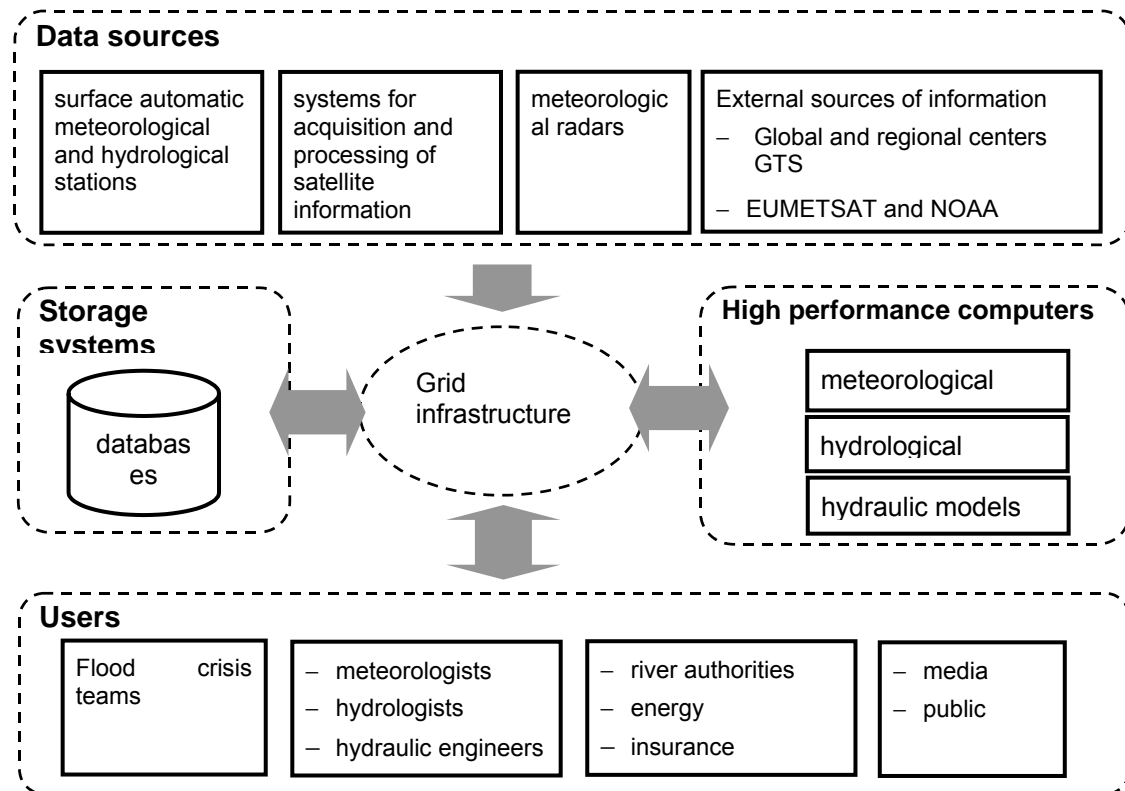 Data sources
surface automatic
meteorological
and hydrological
stations
systems for
acquisition and
processing of
satellite
information
meteorologic
al radars
External sources of information
– Global and regional centers
GTS
– EUMETSAT and NOAA
Storage
systems
databas
es
Grid
infrastructure
High performance computers
meteorological
hydrological
hydraulic models
Users
Flood crisis
teams
– meteorologists
– hydrologists
– hydraulic engineers
– river authorities
– energy
– insurance
– media
– public